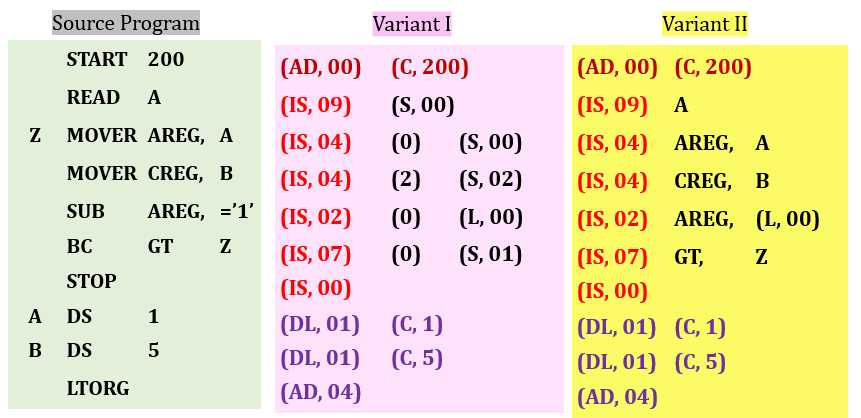 Source Program Variant I Variant II
START 200 (AD, 00) (C, 200) (AD, 00) (C, 200)
READ A (IS, 09) (S, 00) (IS, 09) A
Z MOVER AREG, A (IS, 04) (0) (S, 00) (IS, 04) AREG, A
MOVER CREG, B (IS, 04) (2) (S, 02) (IS, 04) CREG, B
SUB AREG, =’1’ (IS, 02) (0) (L, 00) (IS, 02) AREG, (L, 00)
BC GT Z (IS, 07) (0) (S, 01) (IS, 07) GT, Z
STOP (IS, 00) (IS, 00)
A DS 1 (DL, 01) (C, 1) (DL, 01) (C, 1)
B DS 5 (DL, 01) (C, 5) (DL, 01) (C, 5)
LTORG (AD, 04) (AD, 04)